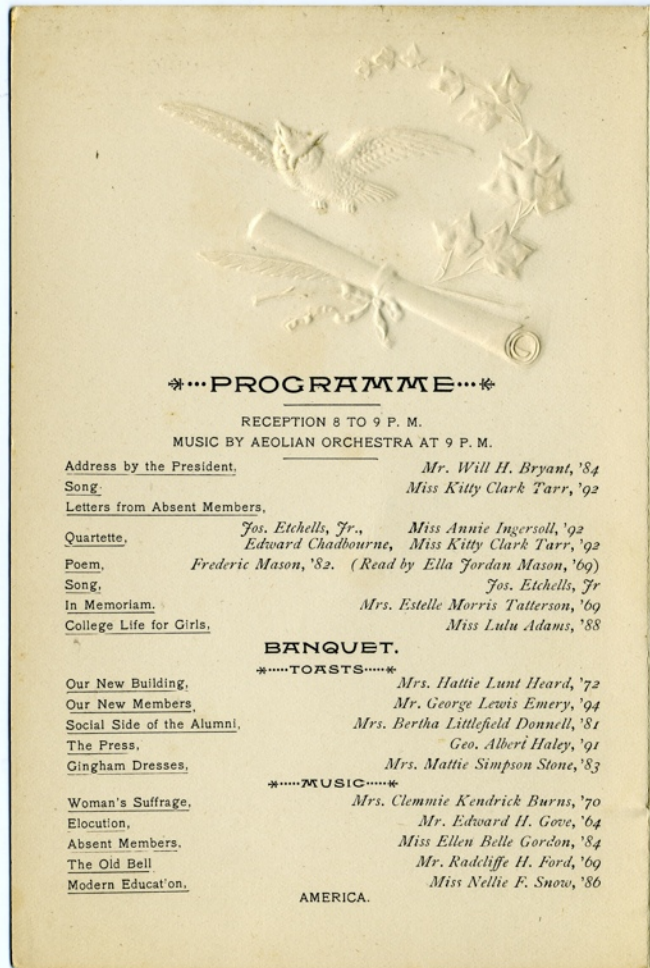 PROGRAMME
RECEPTION 8 TO 9 P. M.
MUSIC BY AEOLIAN ORCHESTRA AT 9 P. M.
Address by the President, Mr. Will H. Bryant, '84
Song Miss Kitty Clark Tarr, '92
Letters from Absent Members,
Quartette, Jos. Etchells, Jr., Miss Annie Ingersoll, '92
Edward Chadbourne, Miss Kitty Clark Tarr, '92
Poem, Frederic Mason, '82. (Read by Ella Jordan Mason, '69)
Song, Jos. Etchells, Jr
In Memoriam. Mrs. Estelle Morris Tatterson, '69
College Life for Girls, Miss Lulu Adams, '88
BANQUET.
TOASTS
Our New Building, Mrs. Hattie Lunt Heard, '72
Our New Members, Mr. George Lewis Emery, '94
Social Side of the Alumni, Mrs. Bertha Littlefield Donnell, '81
The Press, Geo. Albert Haley, '91
Gingham Dresses, Mrs. Mattie Simpson Stone, '83
MUSIC
Woman's Suffrage, Mrs. Clemmie Kendrick Burns, '70
Elocution, Mr. Edward H. Gove, '64
Absent Members, Miss Ellen Belle Gordon, '84
The Old Bell Mr. Radcliffe H. Ford, '69
Modern Educat'on, Miss Nellie F. Snow, '86
AMERICA.